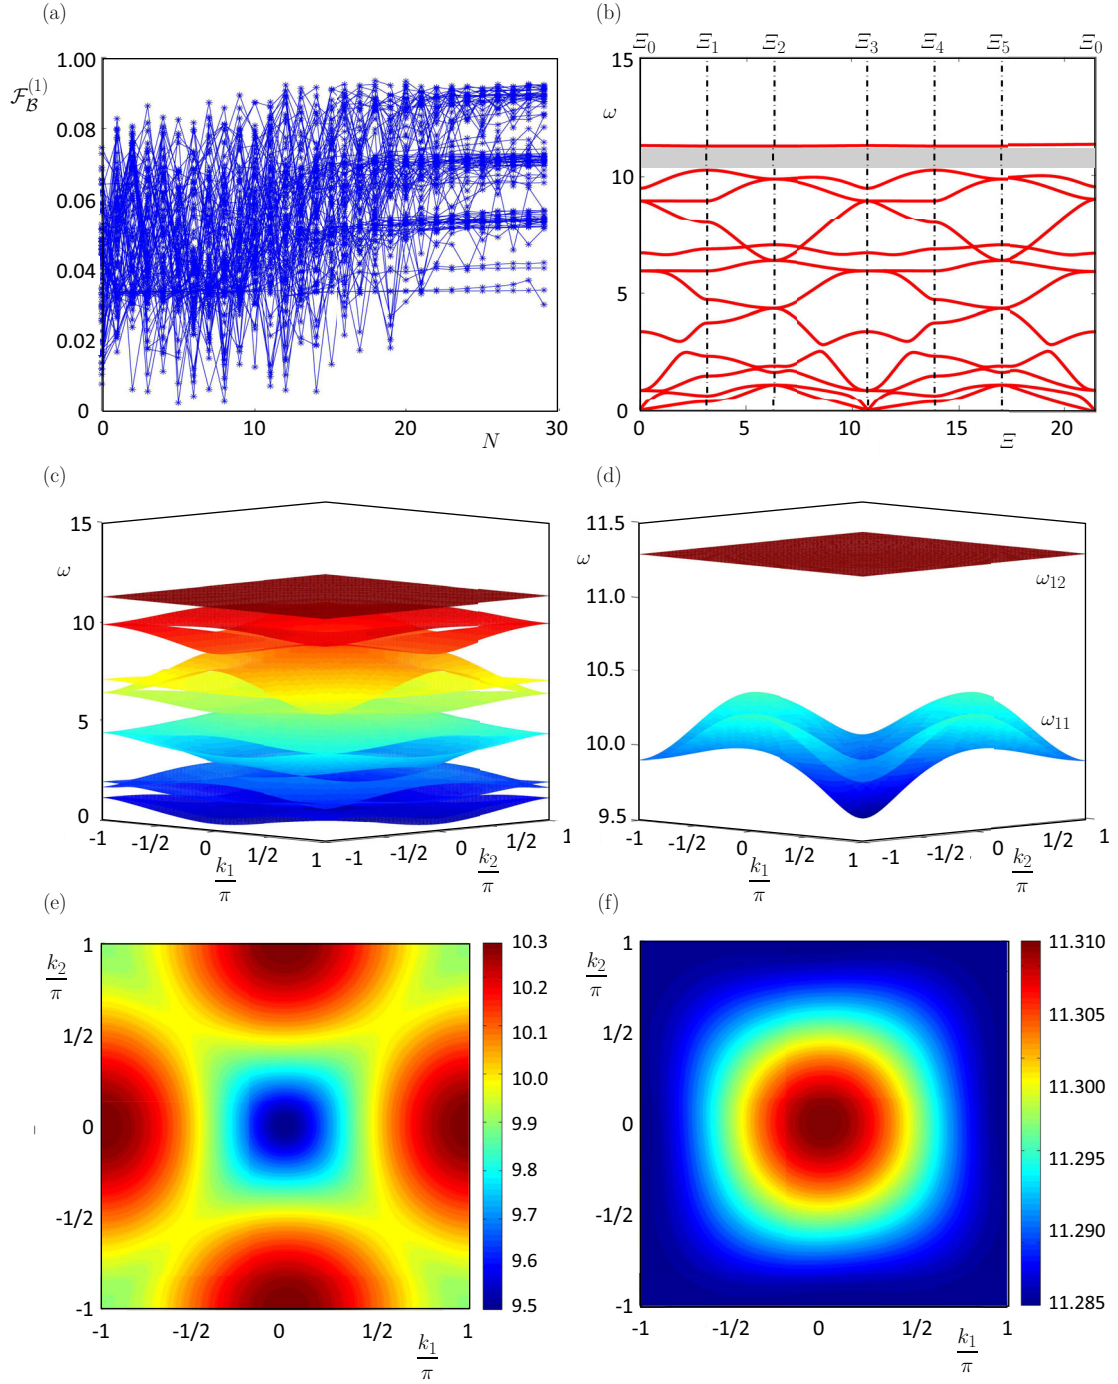 (a)
1.00
𝓕_𝓑^(1)
0.08
0.06
0.04
0.02
0
0 10 20 30
N
(b)
Ξ0 Ξ1 Ξ2 Ξ3 Ξ4 Ξ5 Ξ0
15
ω
10
5
0
0 5 10 15 20
Ξ
(c)
15
ω
10
5
0
-1 -1/2 0 1/2 1 -1 -1/2 0 1/2 1
k1/π k2/π
(d)
11.5
ω
11.0
10.5
10.0
9.5
ω12
ω11
-1 -1/2 0 1/2 1 -1 -1/2 0 1/2 1
k1/π k2/π
(e)
1
k2/π
1/2
0
-1/2
-1
-1 -1/2 0 1/2 1
k1/π
10.3
10.2
10.1
10.0
9.9
9.8
9.7
9.6
9.5
(f)
1
k2/π
1/2
0
-1/2
-1
-1 -1/2 0 1/2 1
k1/π
11.310
11.305
11.300
11.295
11.290
11.285